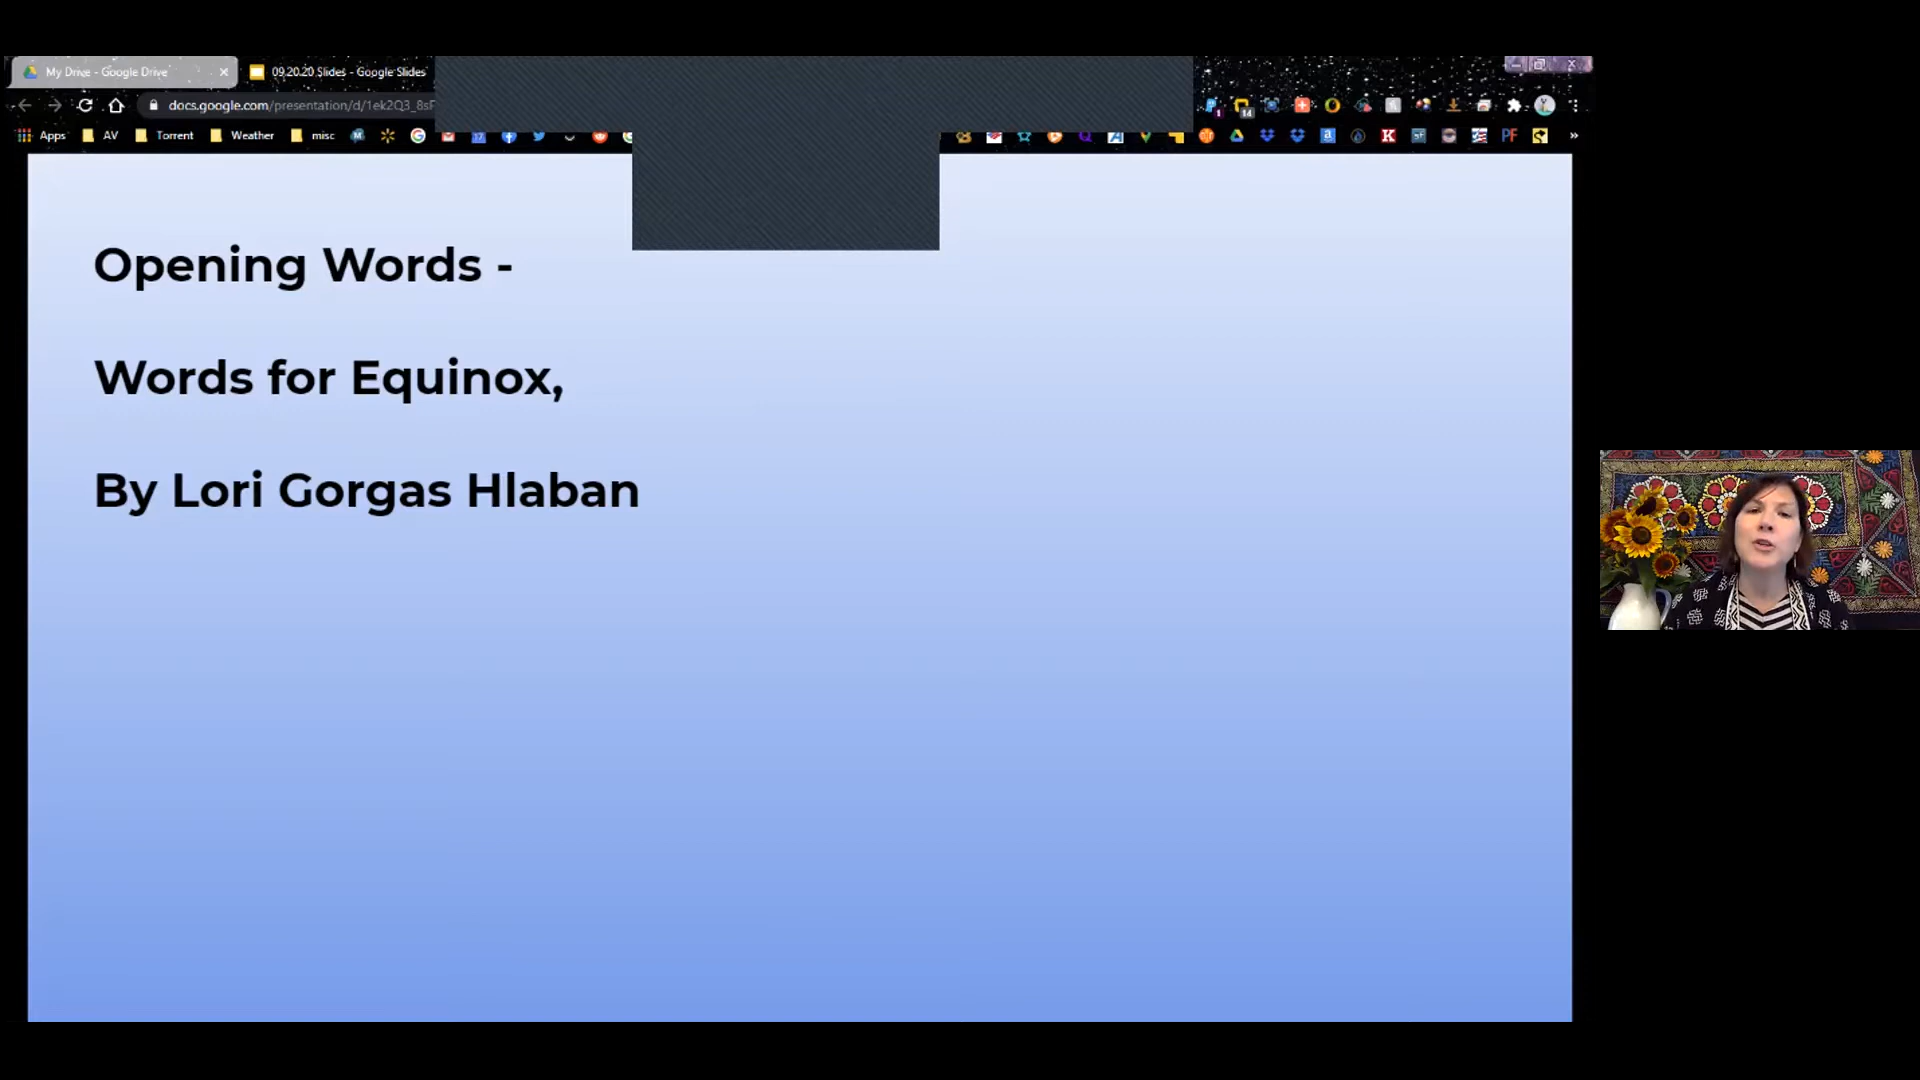 My Drive - Google Drive
09.20.20 Slides - Google Slides
docs.google.com/presentation/d/1ek2Q3_8sF
Apps AV Torrent Weather misc
Opening Words -
Words for Equinox,
By Lori Gorgas Hlaban